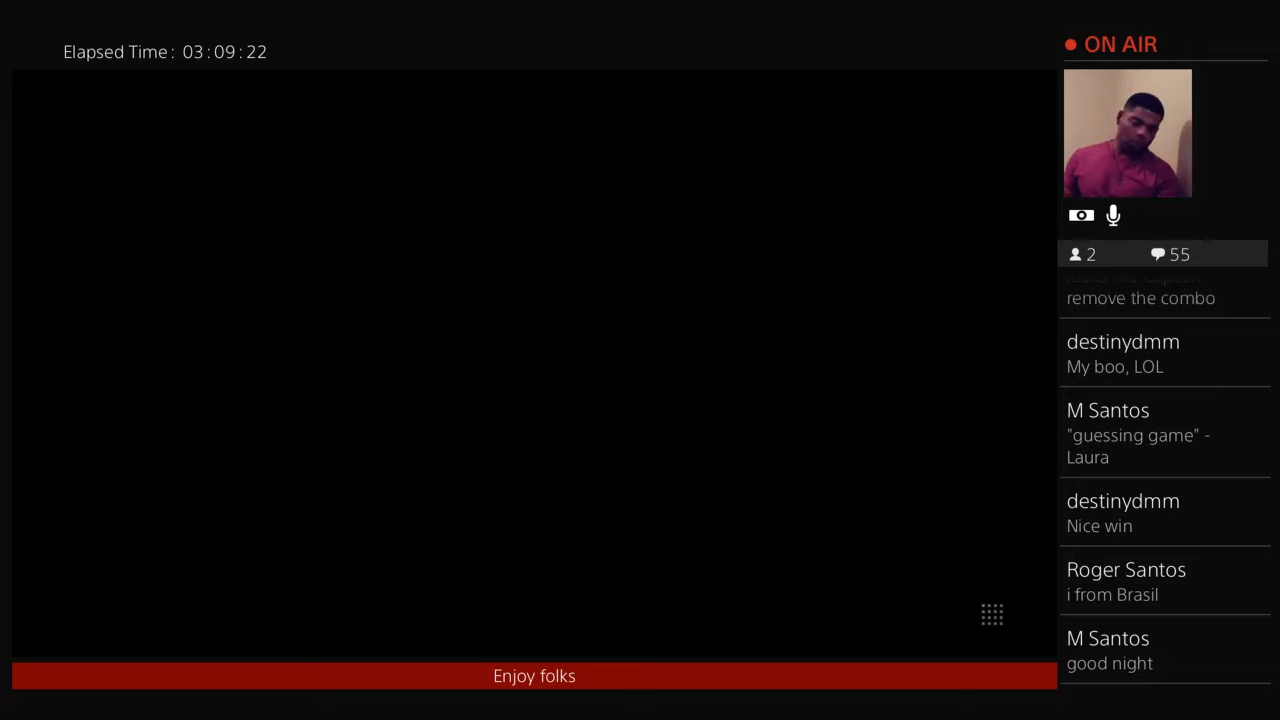 Elapsed Time: 03:09:22
ON AIR
2 55
remove the combo
destinydmm
My boo, LOL
M Santos
"guessing game" -
Laura
destinydmm
Nice win
Roger Santos
i from Brasil
M Santos
good night
Enjoy folks